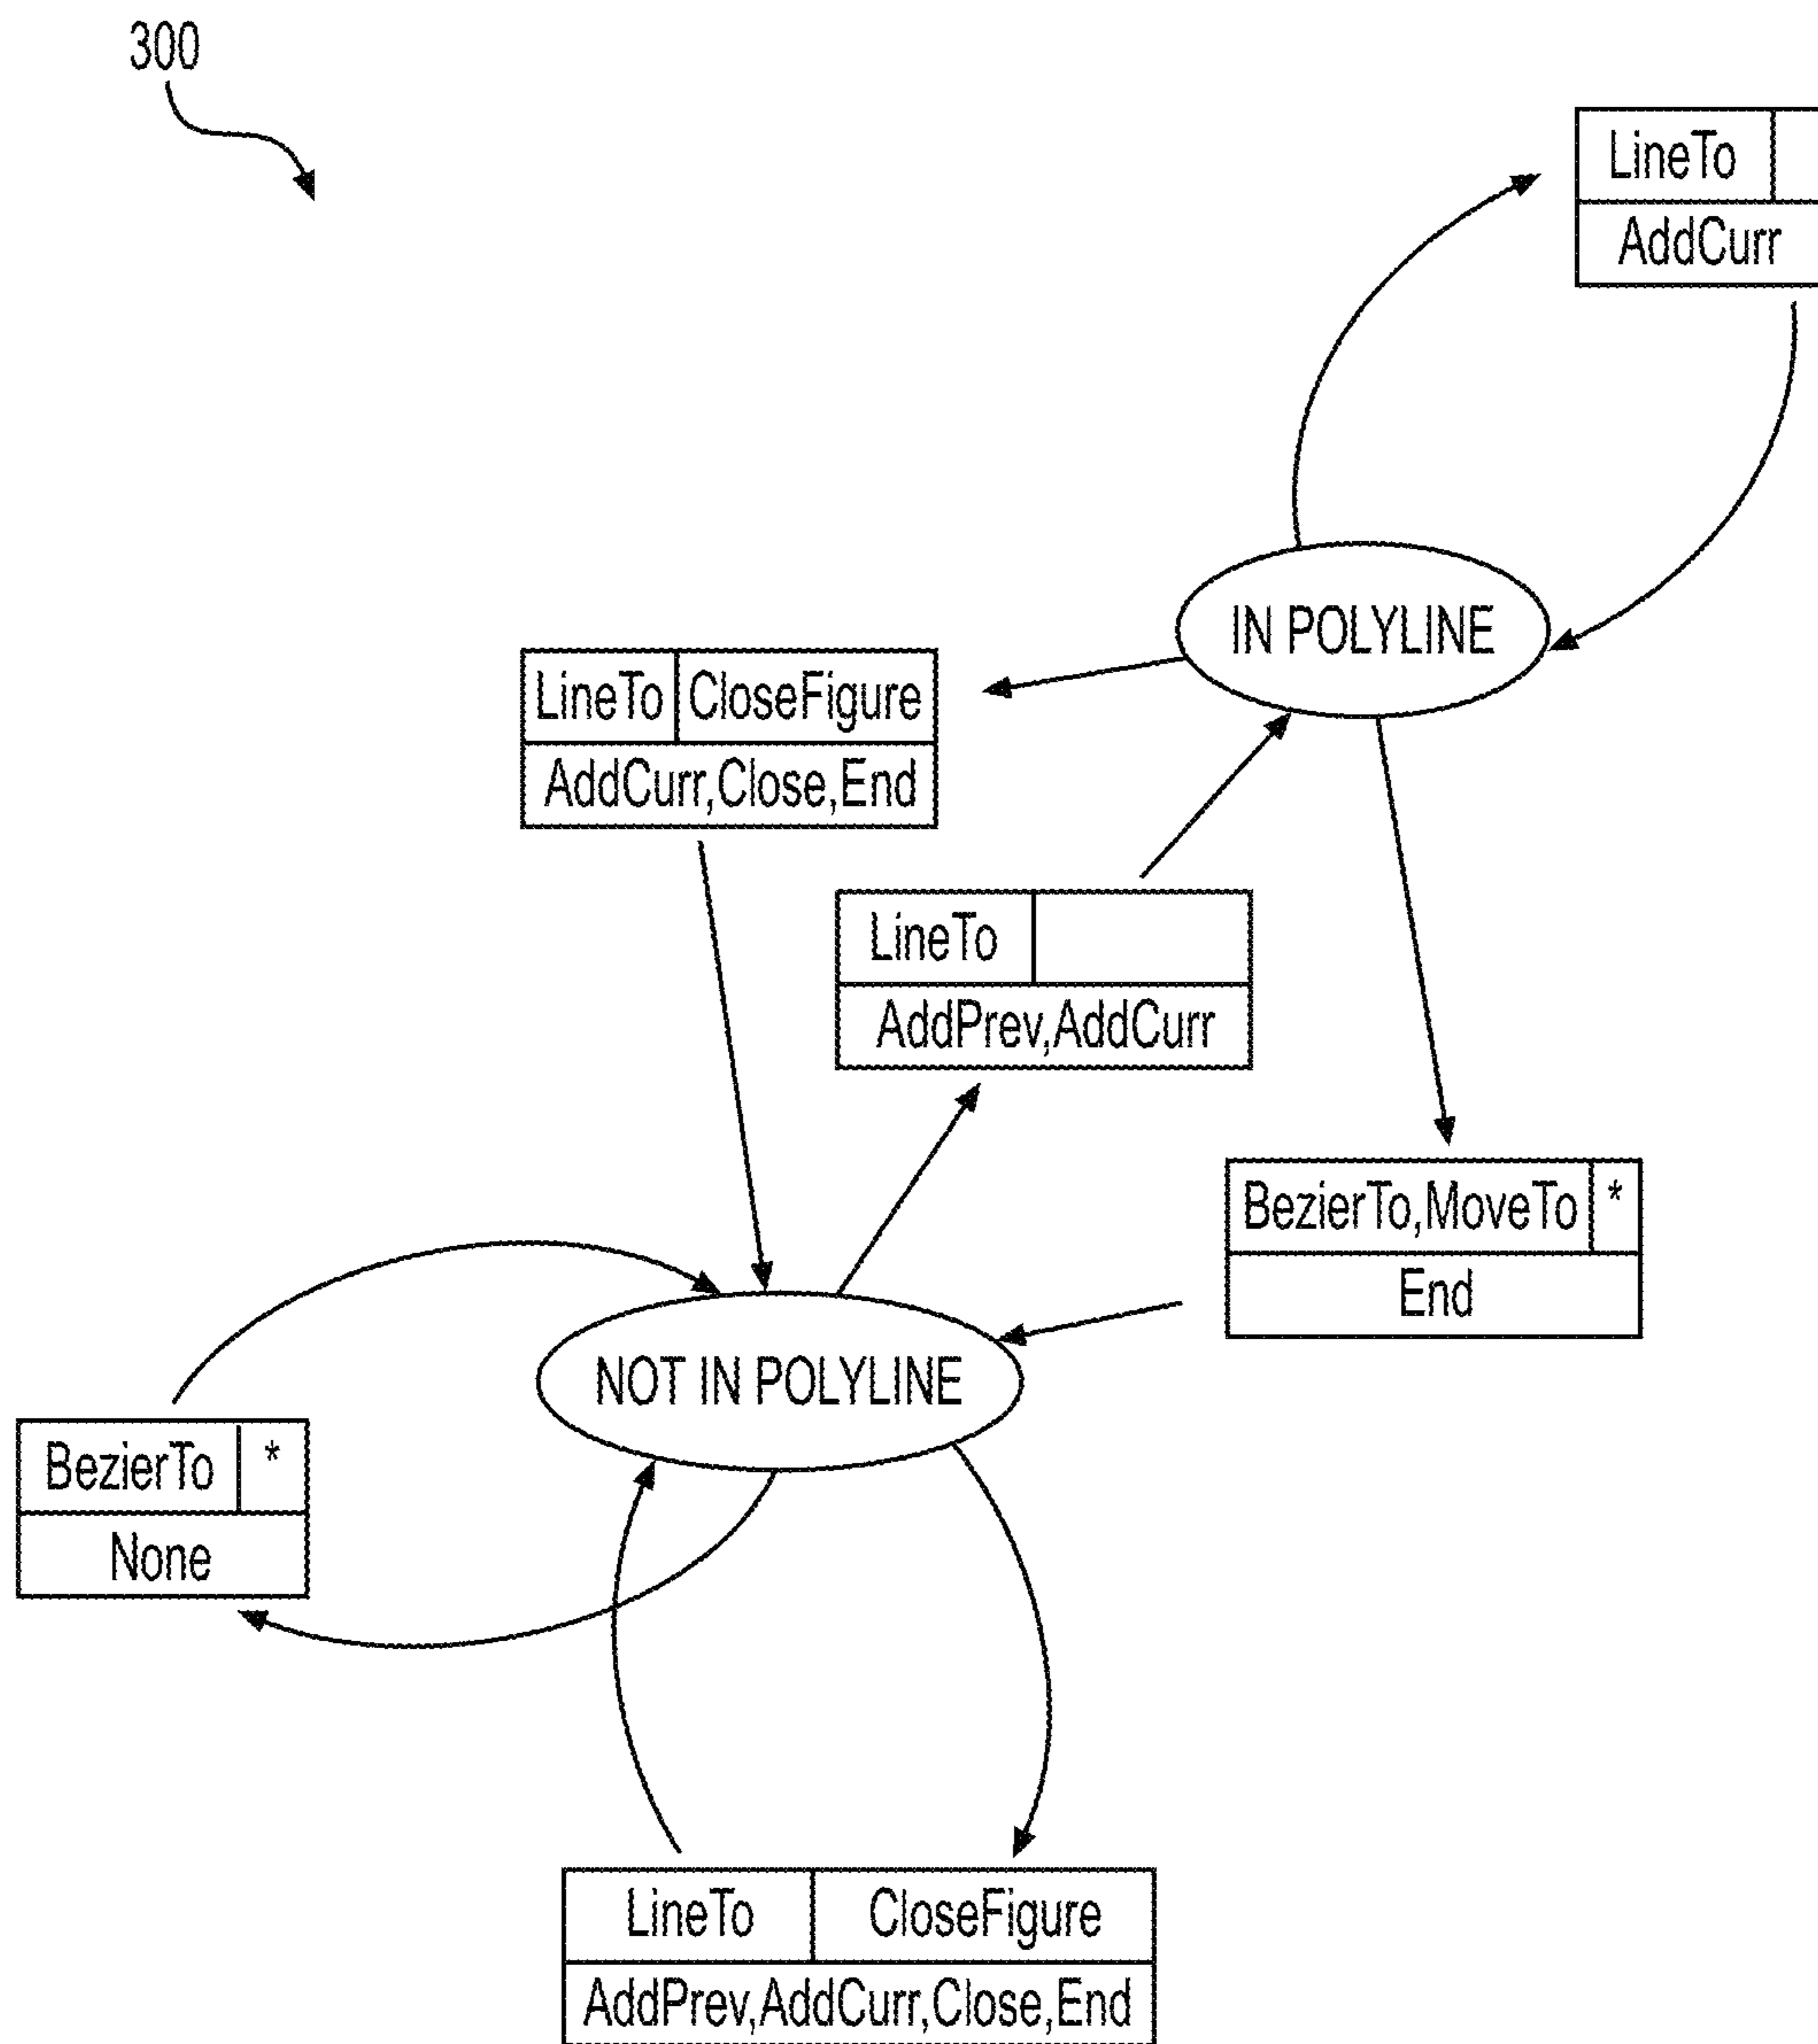 300
LineTo
AddCurr
IN POLYLINE
LineTo CloseFigure
AddCurr,Close,End
LineTo
AddPrev,AddCurr
BezierTo,MoveTo *
End
NOT IN POLYLINE
BezierTo *
None
LineTo CloseFigure
AddPrev,AddCurr,Close,End